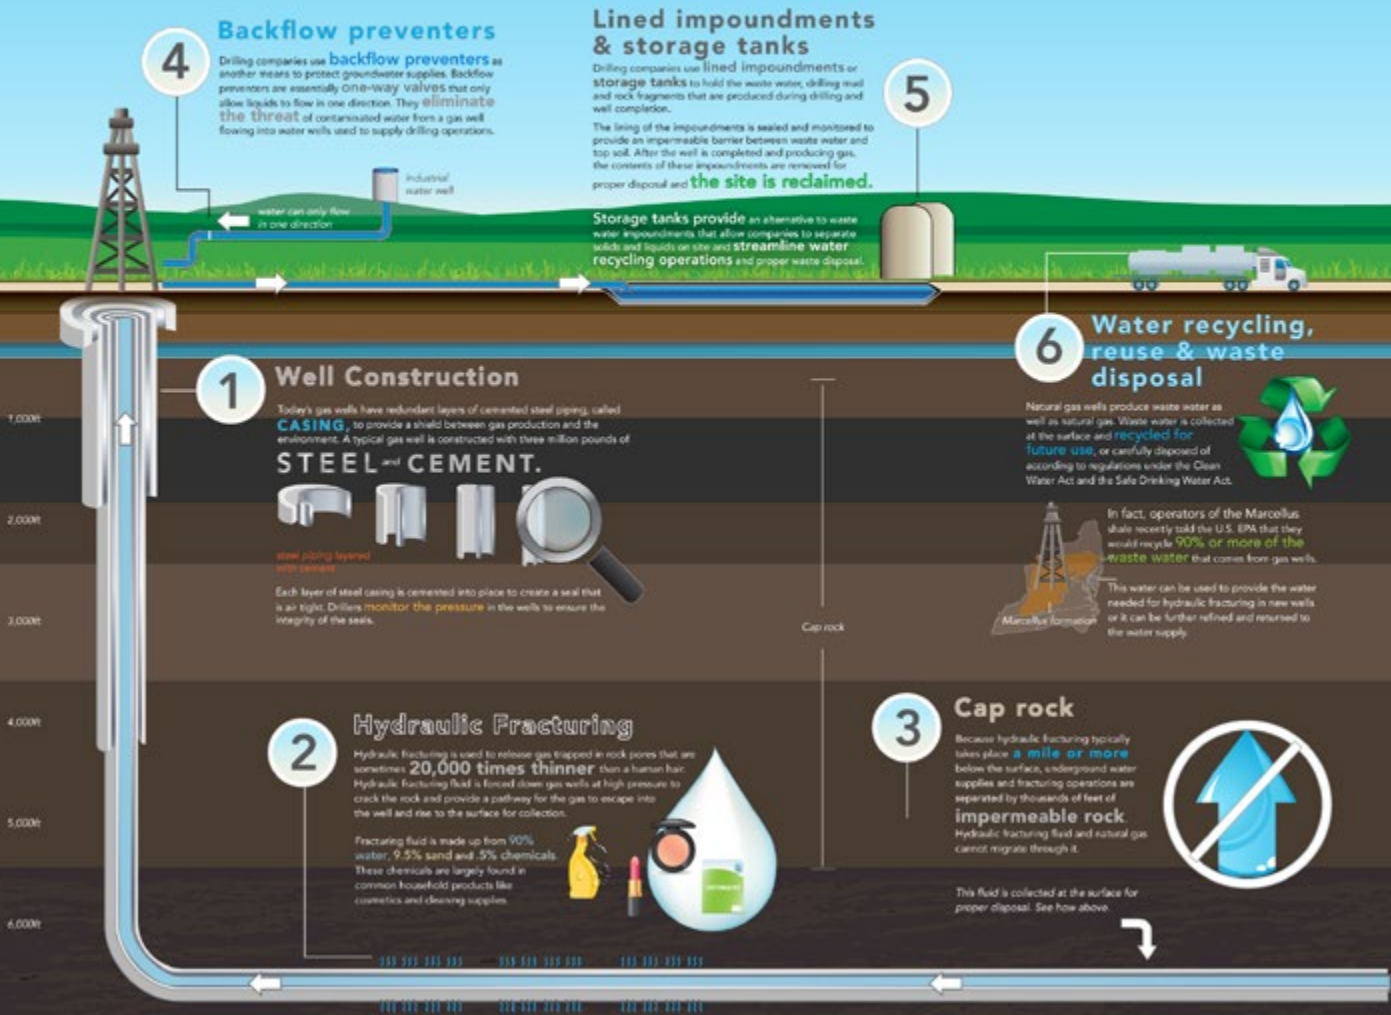 4
Backflow preventers
Drilling companies use backflow preventers as
another means to protect groundwater supplies. Backflow
preventers are essentially one-way valves that only
allow liquids to flow in one direction. They eliminate
the threat of contaminated water from a gas well
flowing into water wells used to supply drilling operations.
industrial
water well
water can only flow
in one direction
Lined impoundments
& storage tanks
Drilling companies use lined impoundments or
storage tanks to hold the waste water, drilling mud
and rock fragments that are produced during drilling and
well completion.
The lining of the impoundments is sealed and monitored to
provide an impermeable barrier between waste water and
top soil. After the well is completed and producing gas,
the contents of these impoundments are removed for
proper disposal and the site is reclaimed.
5
Storage tanks provide an alternative to waste
water impoundments that allow companies to separate
solids and liquids on site and streamline water
recycling operations and proper waste disposal.
1
Well Construction
Today's gas wells have redundant layers of cemented steel piping, called
CASING, to provide a shield between gas production and the
environment. A typical gas well is constructed with three million pounds of
STEEL and CEMENT.
steel piping layered
with cement
Each layer of steel casing is cemented into place to create a seal that
is air tight. Drillers monitor the pressure in the wells to ensure the
integrity of the seals.
6
Water recycling,
reuse & waste
disposal
Natural gas wells produce waste water as
well as natural gas. Waste water is collected
at the surface and recycled for
future use, or carefully disposed of
according to regulations under the Clean
Water Act and the Safe Drinking Water Act.
In fact, operators of the Marcellus
shale recently told the U.S. EPA that they
would recycle 90% or more of the
waste water that comes from gas wells.
This water can be used to provide the water
needed for hydraulic fracturing in new wells
or it can be further refined and returned to
the water supply.
Marcellus formation
1,000ft
2,000ft
3,000ft
4,000ft
5,000ft
6,000ft
Cap rock
2
Hydraulic Fracturing
Hydraulic fracturing is used to release gas trapped in rock pores that are
sometimes 20,000 times thinner than a human hair.
Hydraulic fracturing fluid is forced down gas wells at high pressure to
crack the rock and provide a pathway for the gas to escape into
the well and rise to the surface for collection.
Fracturing fluid is made up from 90%
water, 9.5% sand and .5% chemicals.
These chemicals are largely found in
common household products like
cosmetics and cleaning supplies.
3
Cap rock
Because hydraulic fracturing typically
takes place a mile or more
below the surface, underground water
supplies and fracturing operations are
separated by thousands of feet of
impermeable rock.
Hydraulic fracturing fluid and natural gas
cannot migrate through it.
This fluid is collected at the surface for
proper disposal. See how above.